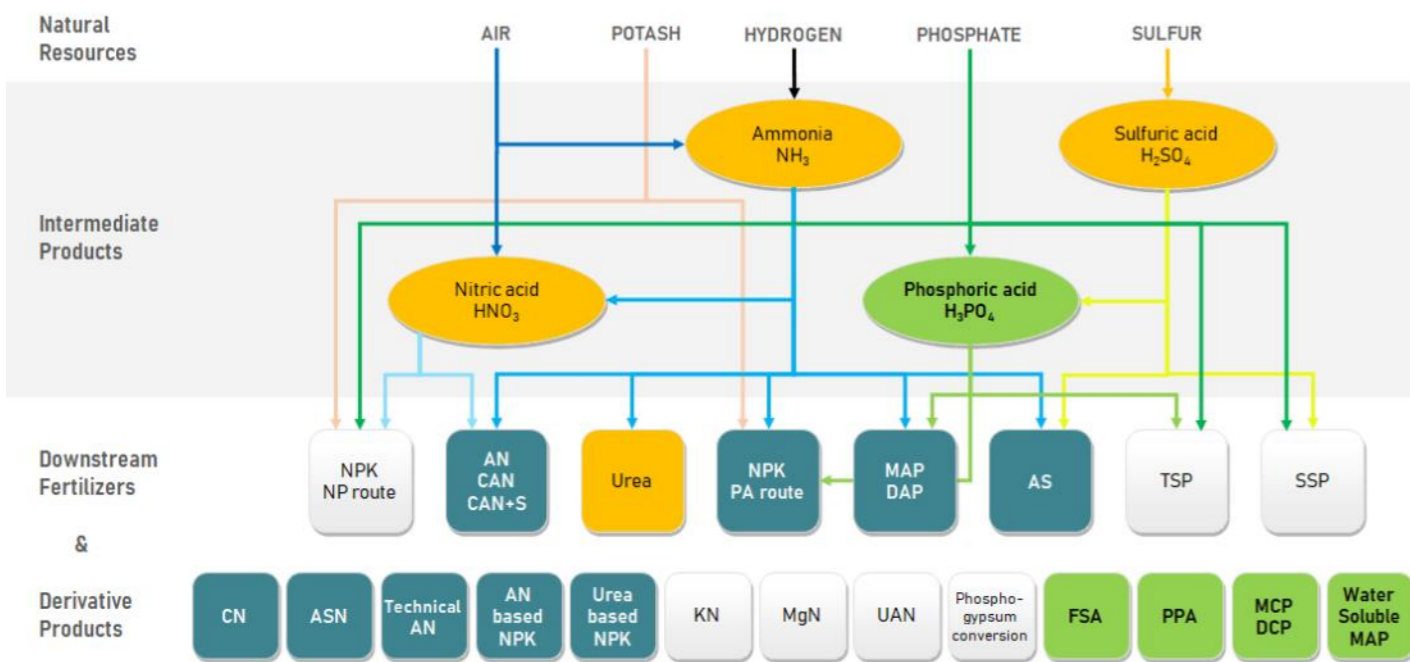 Natural
Resources
AIR
POTASH
HYDROGEN
PHOSPHATE
SULFUR
Intermediate
Products
Ammonia
NH₃
Sulfuric acid
H₂SO₄
Nitric acid
HNO₃
Phosphoric acid
H₃PO₄
Downstream
Fertilizers
&
Derivative
Products
NPK
NP route
AN
CAN
CAN+S
Urea
NPK
PA route
MAP
DAP
AS
TSP
SSP
CN
ASN
Technical
AN
AN
based
NPK
Urea
based
NPK
KN
MgN
UAN
Phospho-
gypsum
conversion
FSA
PPA
MCP
DCP
Water
Soluble
MAP